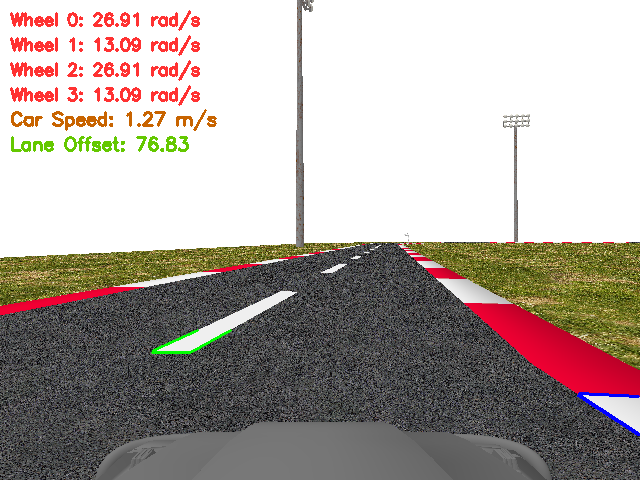 Wheel 0: 26.91 rad/s
Wheel 1: 13.09 rad/s
Wheel 2: 26.91 rad/s
Wheel 3: 13.09 rad/s
Car Speed: 1.27 m/s
Lane Offset: 76.83